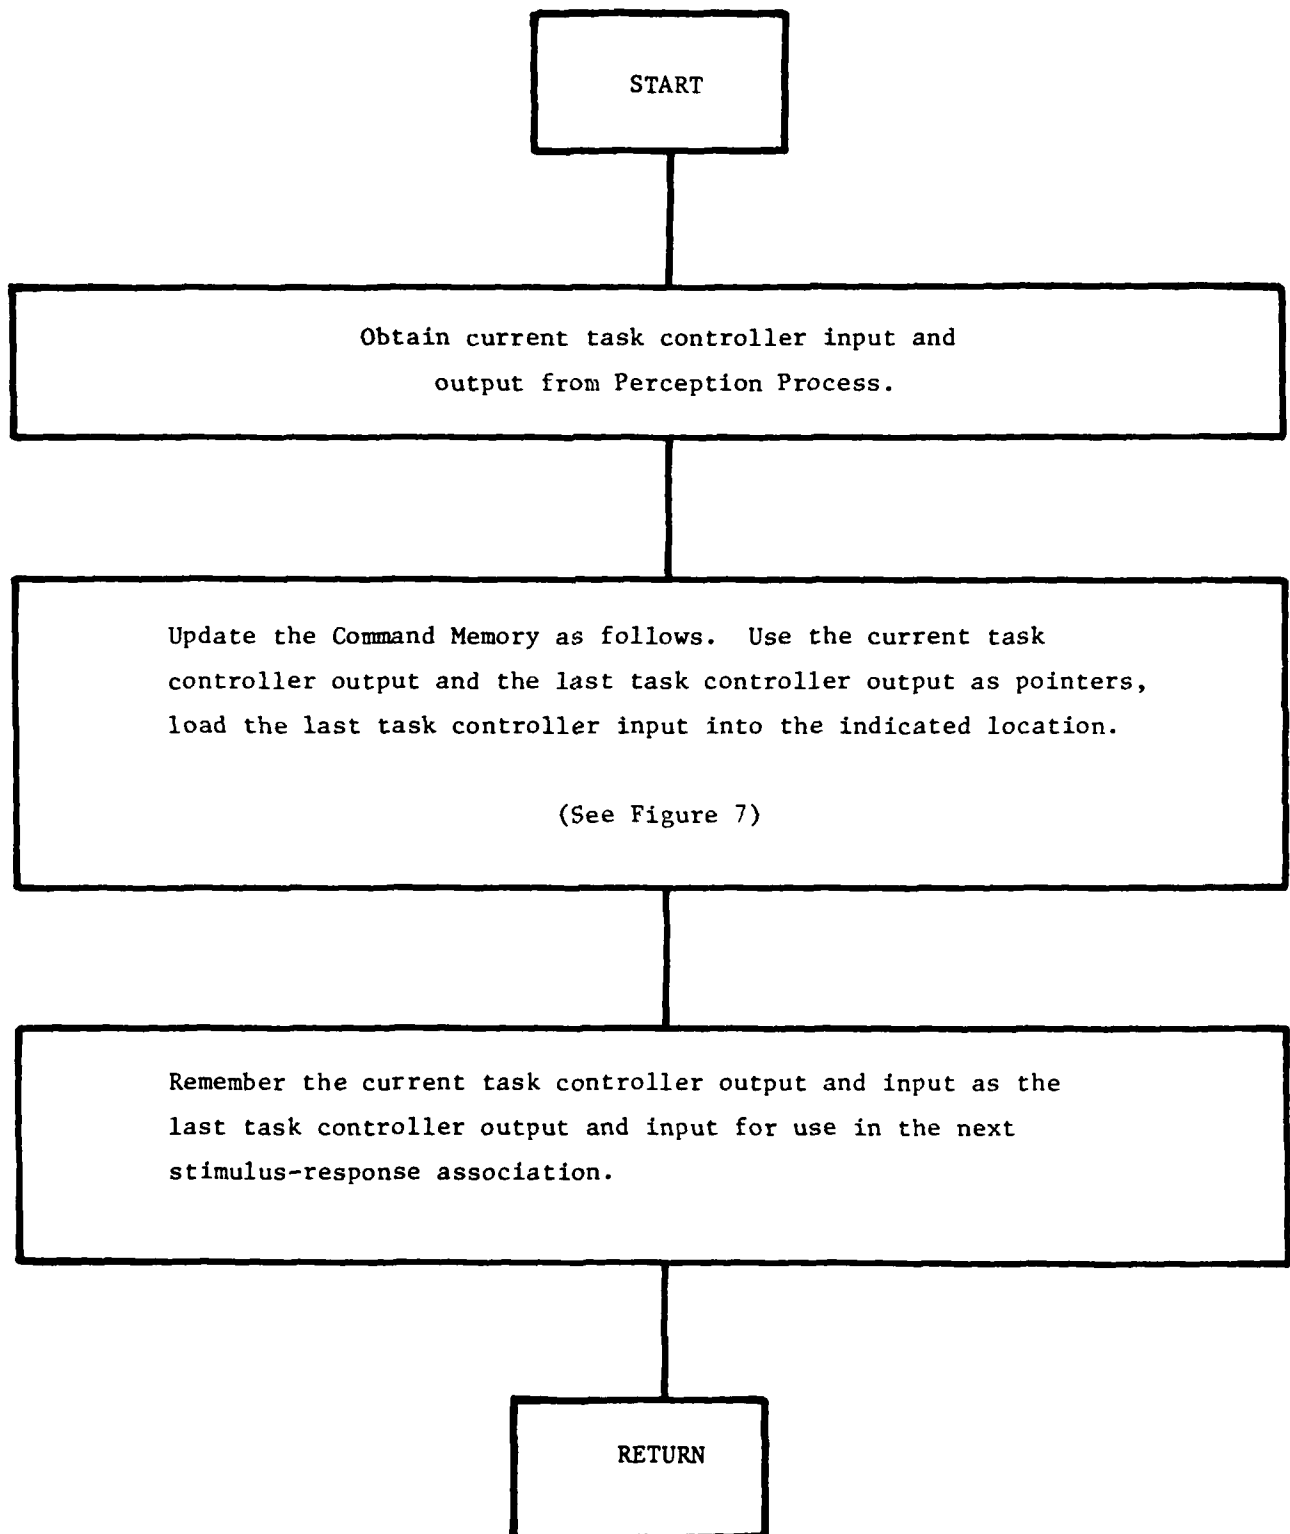 START
Obtain current task controller input and
output from Perception Process.
Update the Command Memory as follows.  Use the current task
controller output and the last task controller output as pointers,
load the last task controller input into the indicated location.
(See Figure 7)
Remember the current task controller output and input as the
last task controller output and input for use in the next
stimulus-response association.
RETURN